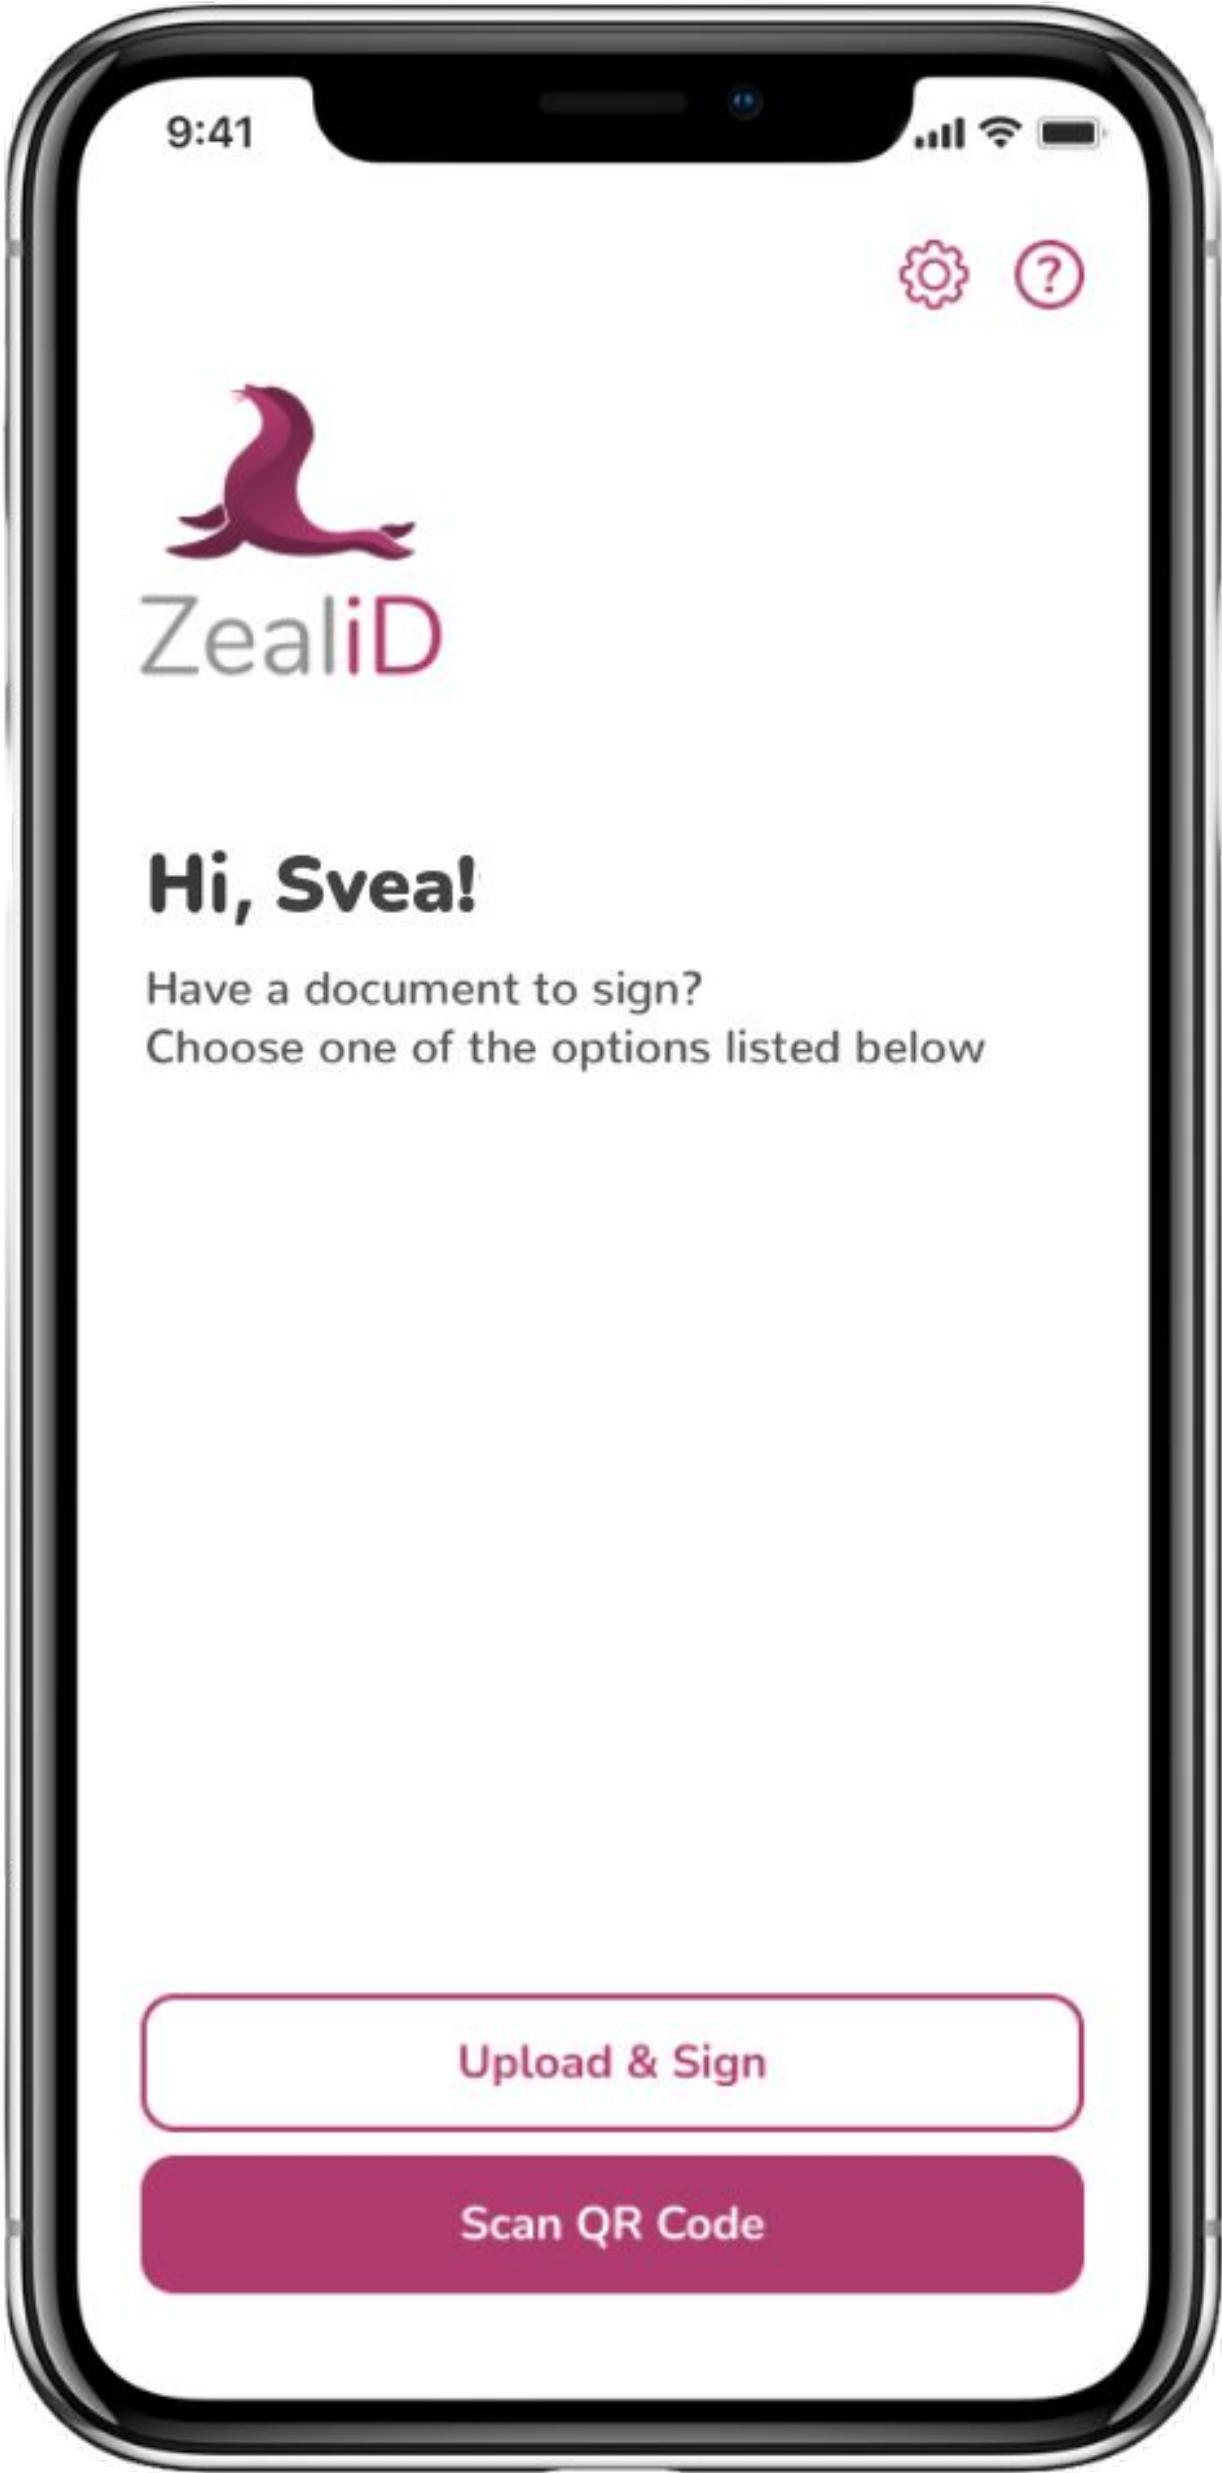 9:41
ZealiD
Hi, Svea!
Have a document to sign?
Choose one of the options listed below
Upload & Sign
Scan QR Code